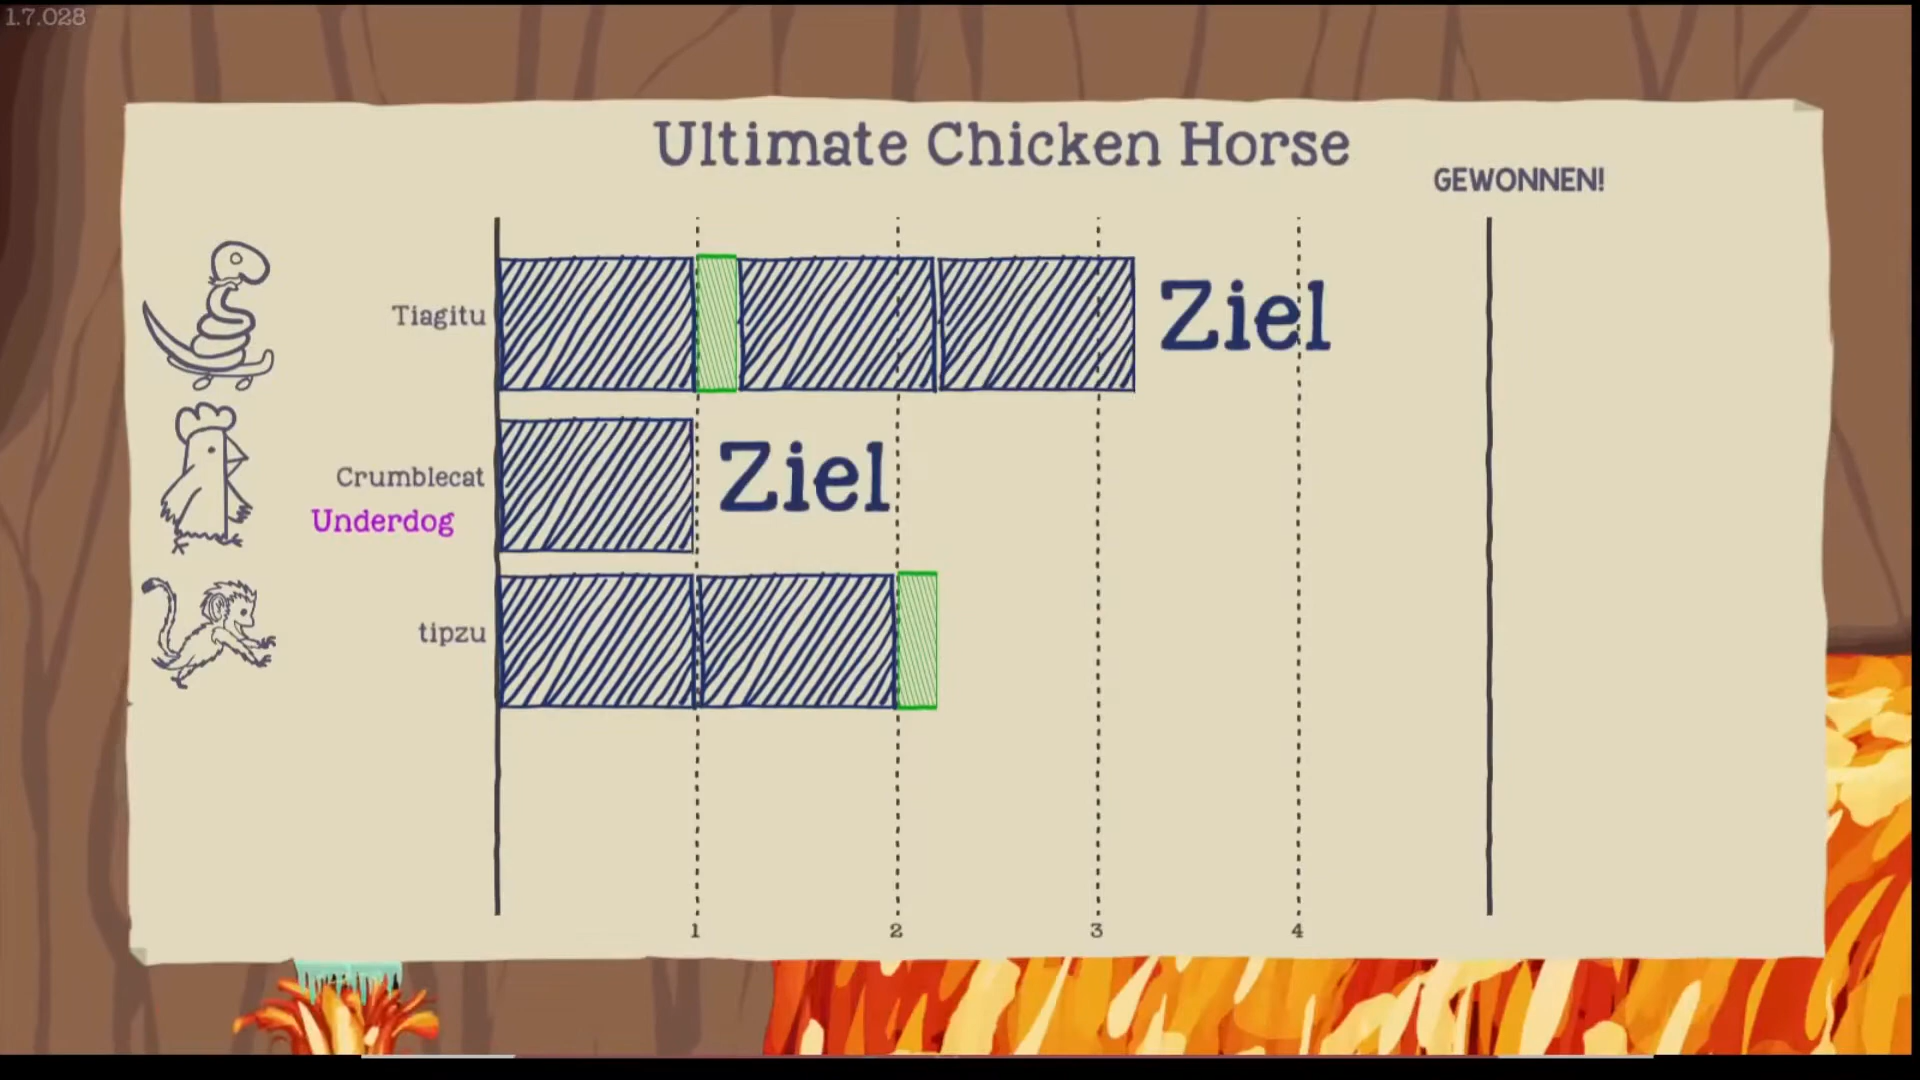 1.7.028
Ultimate Chicken Horse
GEWONNEN!
Tiagitu
Ziel
Crumblecat
Ziel
Underdog
tipzu
1 2 3 4